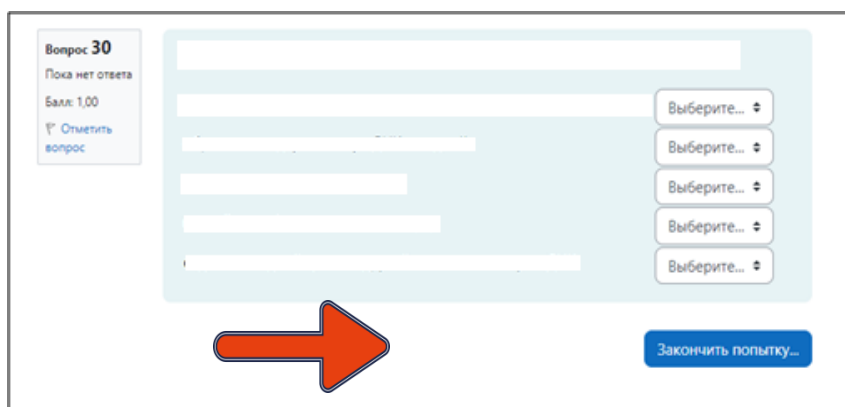 Вопрос 30
Пока нет ответа
Балл: 1,00
Отметить
вопрос
Выберите...
Выберите...
Выберите...
Выберите...
Выберите...
Закончить попытку...